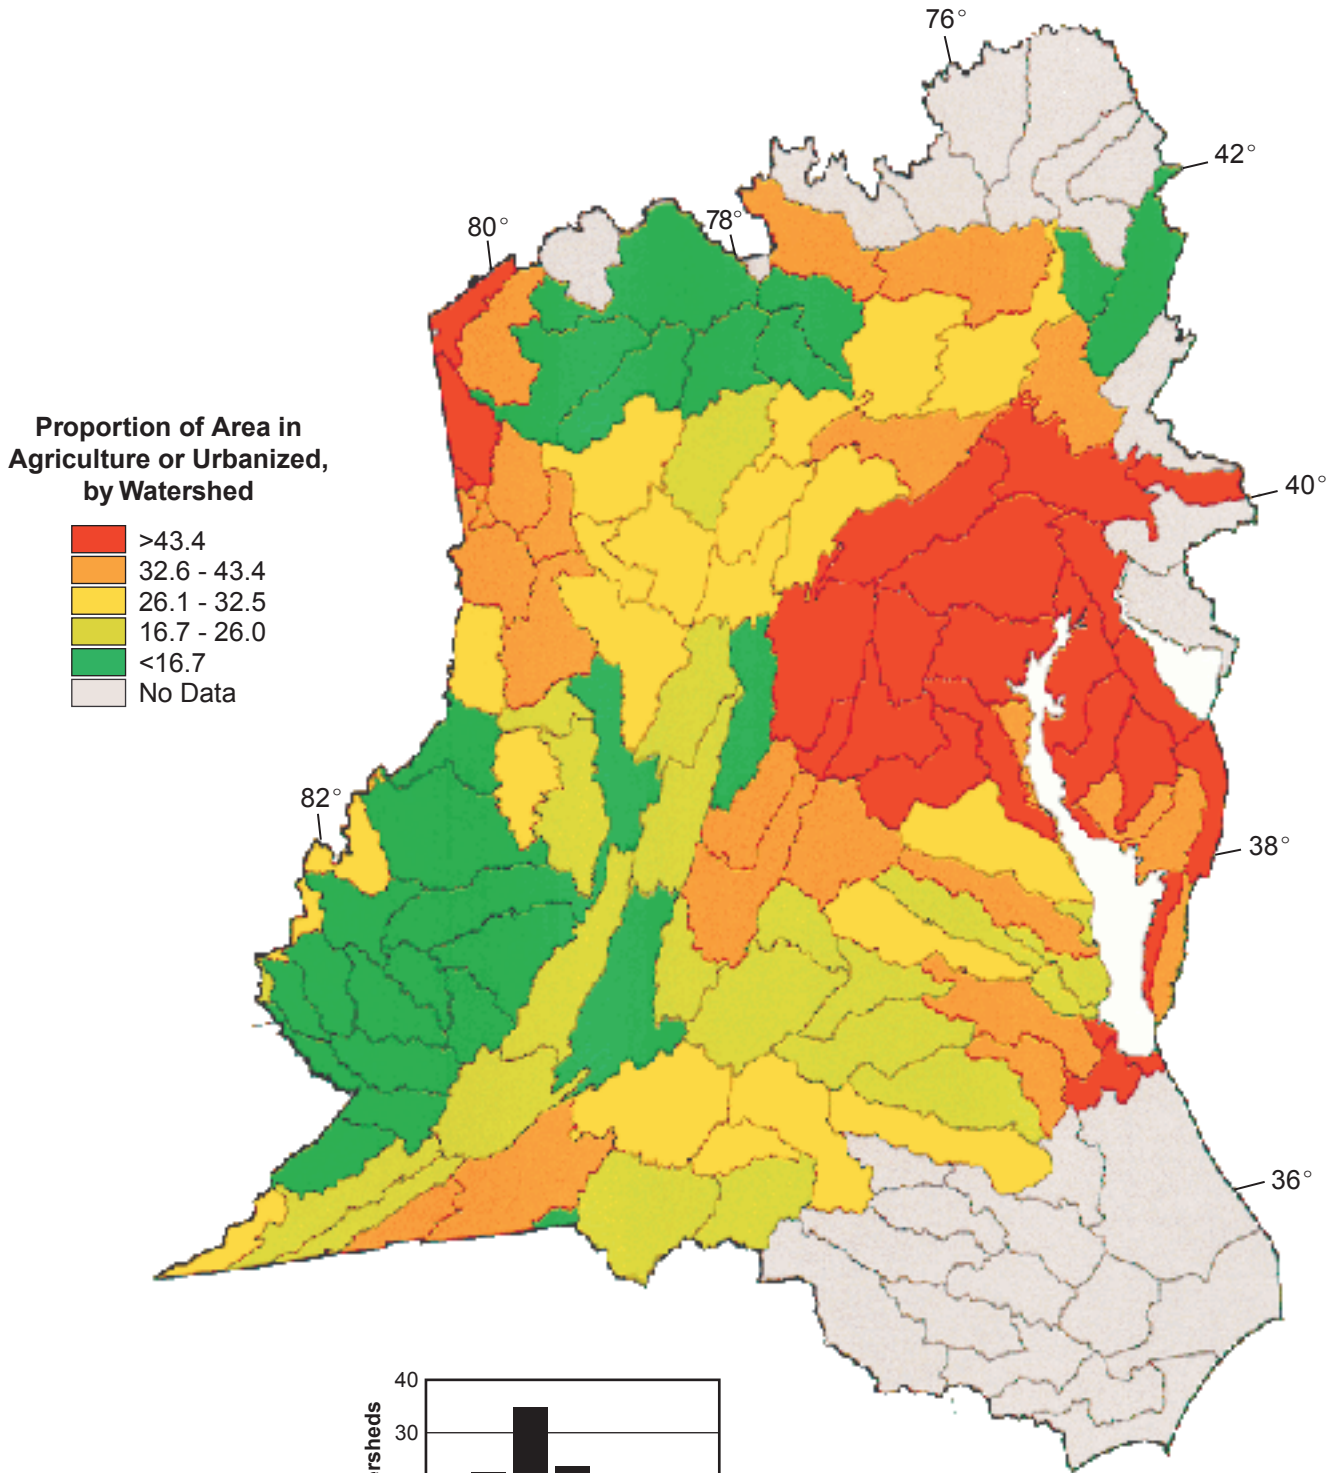 76°
42°
78°
80°
Proportion of Area in
Agriculture or Urbanized,
by Watershed
40°
>43.4
32.6 - 43.4
26.1 - 32.5
16.7 - 26.0
<16.7
No Data
82°
38°
36°
40
30